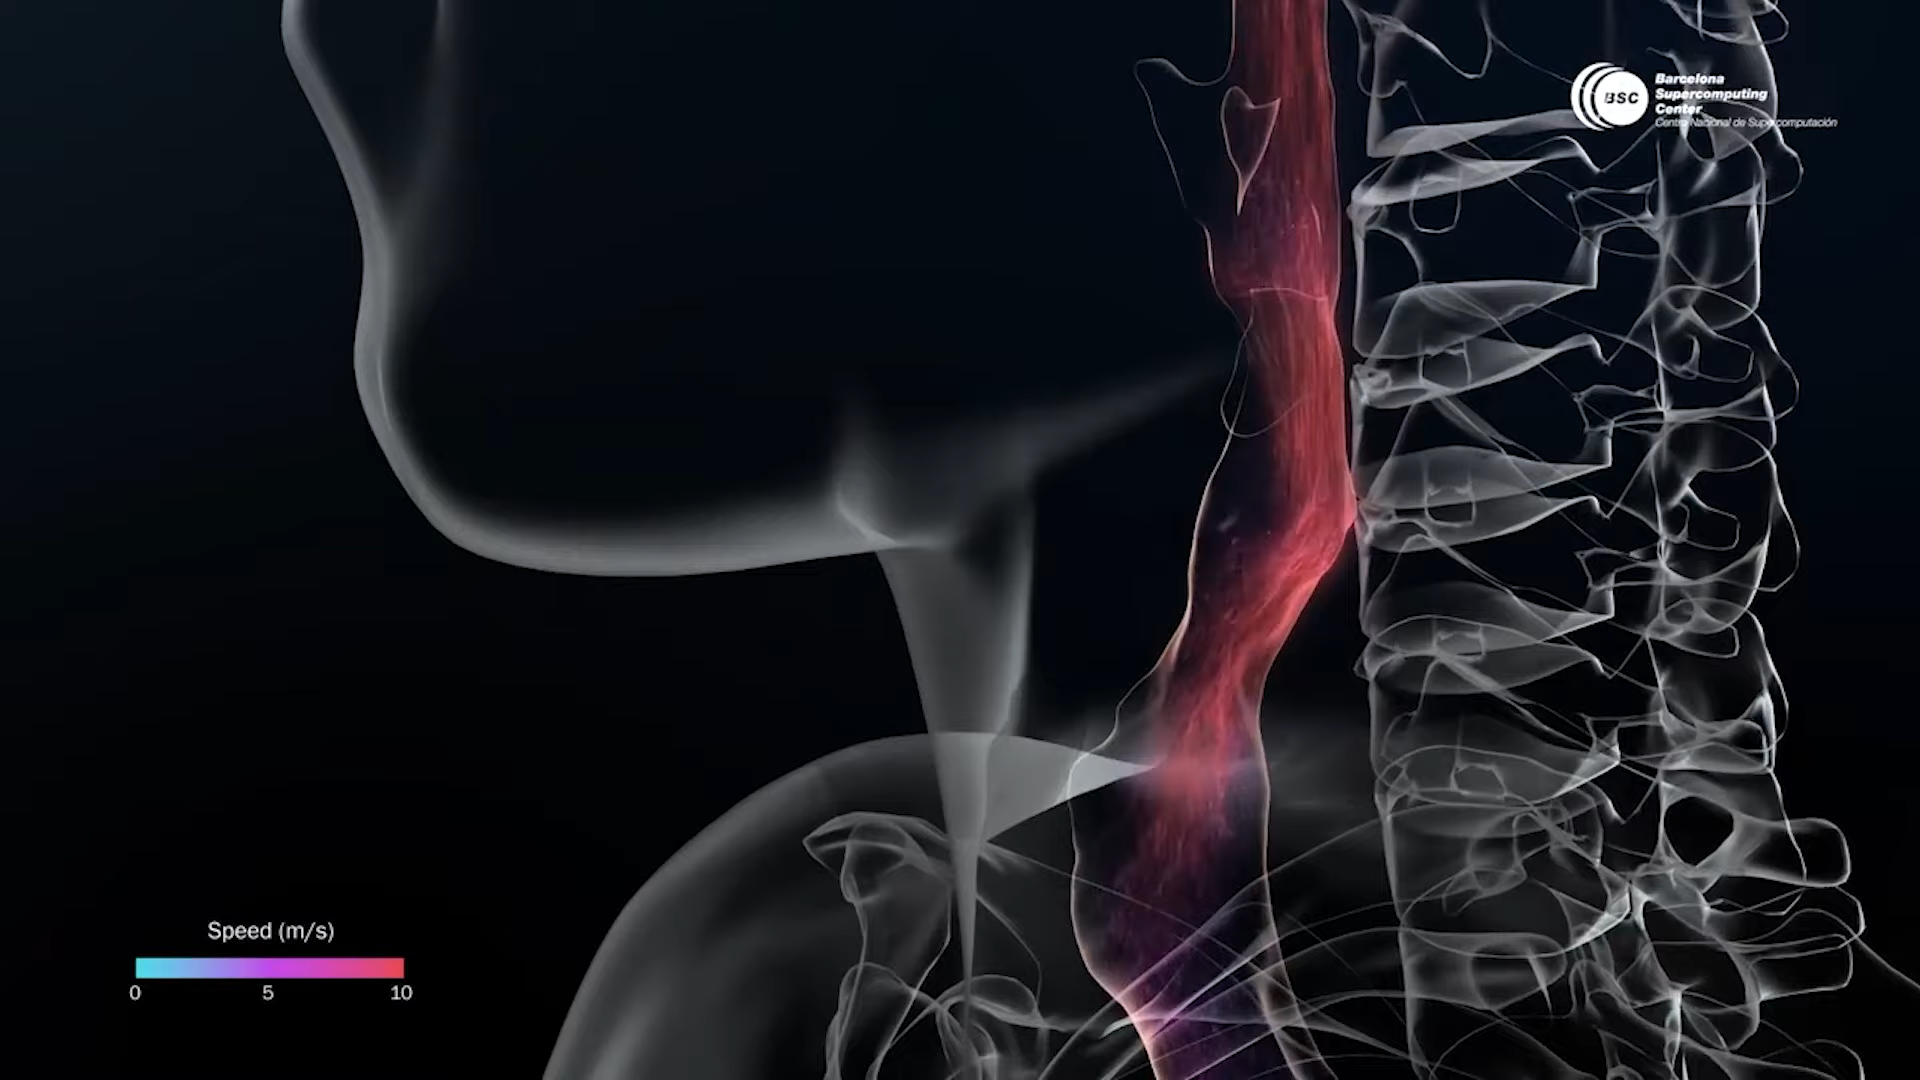 BSC
Barcelona
Supercomputing
Center
Centro Nacional de Supercomputación
Speed (m/s)
0 5 10